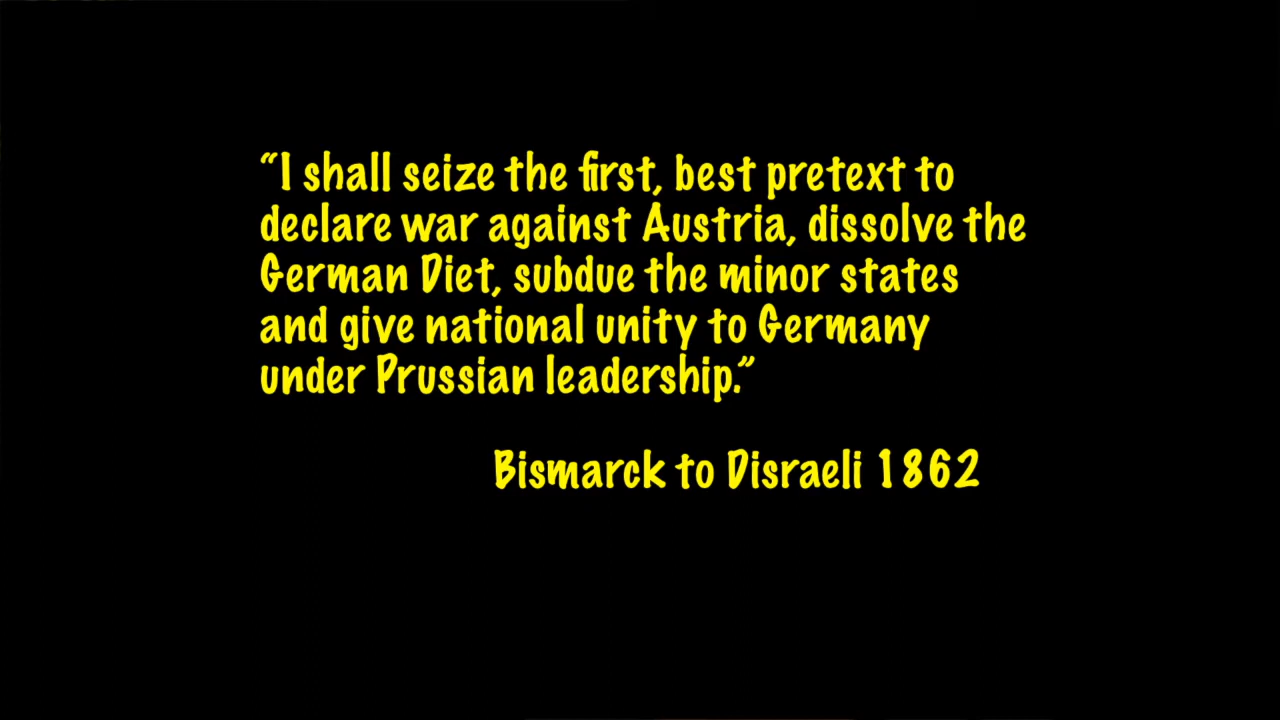 “I shall seize the first, best pretext to
declare war against Austria, dissolve the
German Diet, subdue the minor states
and give national unity to Germany
under Prussian leadership.”
Bismarck to Disraeli 1862